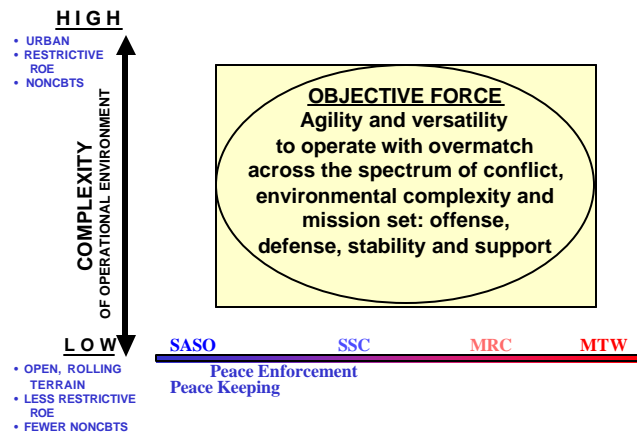 H I G H
• URBAN
• RESTRICTIVE
ROE
• NONCBTS
COMPLEXITY
OF OPERATIONAL ENVIRONMENT
OBJECTIVE FORCE
Agility and versatility
to operate with overmatch
across the spectrum of conflict,
environmental complexity and
mission set: offense,
defense, stability and support
L O W
• OPEN, ROLLING
TERRAIN
• LESS RESTRICTIVE
ROE
• FEWER NONCBTS
SASO SSC MRC MTW
Peace Enforcement
Peace Keeping